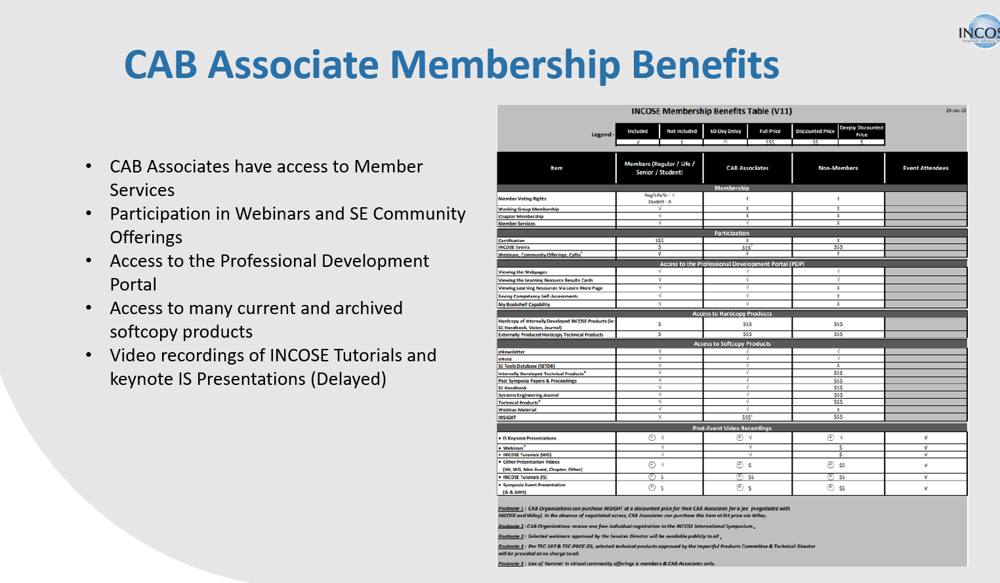 INCOS
Corporate Advisory B
CAB Associate Membership Benefits
• CAB Associates have access to Member
Services
• Participation in Webinars and SE Community
Offerings
• Access to the Professional Development
Portal
• Access to many current and archived
softcopy products
• Video recordings of INCOSE Tutorials and
keynote IS Presentations (Delayed)
INCOSE Membership Benefits Table (V11)
29-Jan-23
Legend - Included Not Included 60-Day Delay Full Price Discounted Price Deeply Discounted Price
√ X 🕘 $$$ $$ $
Item Members (Regular / Life / Senior / Student) CAB Associates Non-Members Event Attendees
Membership
Member Voting Rights Reg/Life/Sr - √ Student - X X X
Working Group Membership √ X X
Chapter Membership √ X X
Member Services √ √ X
Participation
Certification $$$ X X
INCOSE Events $ $$$² $$$
Webinars, Community Offerings, Cafés⁵ √ √ √
Access to the Professional Development Portal (PDP)
Viewing the Webpages √ √ √
Viewing the Learning Resource Results Cards √ √ √
Viewing Learning Resources Via Learn More Page √ √ X
Saving Competency Self-Assessments √ √ X
My Bookshelf Capability √ √ X
Access to Hardcopy Products
Hardcopy of Internally Developed INCOSE Products (ie: SE Handbook, Vision, Journal) $ $$$ $$$
Externally Produced Hardcopy Technical Products $ $$$ $$$
Access to Softcopy Products
eNewsletter √ √ √
eNote √ √ √
SE Tools Database (SETDB) √ √ X
Internally Developed Technical Products⁴ √ √ $$$
Past Symposia Papers & Proceedings √ √ $$$
SE Handbook √ √ $$$
Systems Engineering Journal √ √ $$$
Technical Products⁴ √ √ $$$
Webinar Material √ √ X
INSIGHT √ $$$¹ $$$
Post-Event Video Recordings
• IS Keynote Presentations 🕘 √ 🕘 √ 🕘 √ √
• Webinars³ √ √ $ √
• INCOSE Tutorials (WG) √ √ $ √
• Other Presentation Videos (IW, WG, Mini-Event, Chapter, Other) 🕘 √ 🕘 $ 🕘 $$ √
• INCOSE Tutorials (IS) 🕘 $ 🕘 $$ 🕘 $$ √
• Symposia Event Presentation (IS & Joint) 🕘 $ 🕘 $ 🕘 $$ √
Footnote 1 : CAB Organizations can purchase INSIGHT at a discounted price for their CAB Associates for a fee (negotiated with
INCOSE and Wiley). In the absence of negotiated access, CAB Associates can purchase this item at list price via Wiley.
Footnote 2 : CAB Organizations receive one free individual registration to the INCOSE International Symposium .
Footnote 3 : Selected webinars approved by the Services Director will be available publicly to all .
Footnote 4 : Per TEC-107 & TEC-PROC-03, selected technical products approved by the Impactful Products Committee & Technical Director
will be provided at no charge to all.
Footnote 5 : Use of Yammer in virtual community offerings is members & CAB Associates only.